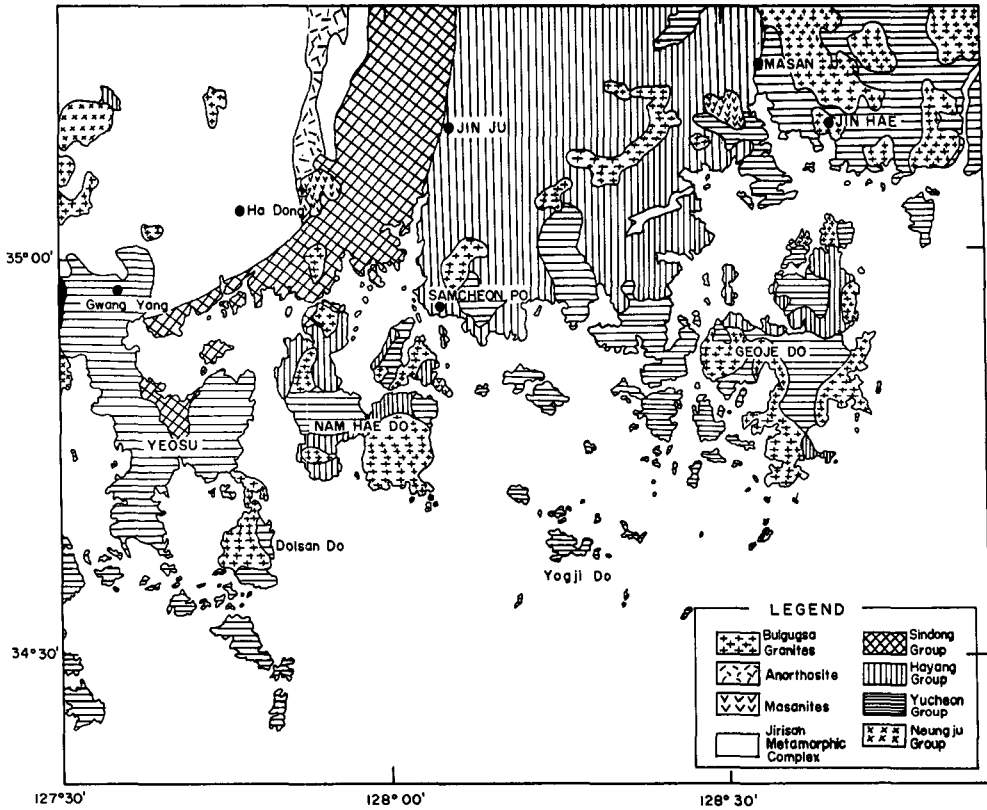 MASAN
JIN HAE
JIN JU
Ha Dong
35° 00'
Gwang Yang
SAMCHEON PO
GEOJE DO
NAM HAE DO
YEOSU
Dolsan Do
Yogji Do
34° 30'
LEGEND
Bulgugsa
Granites
Anorthosite
Masanites
Jirisan
Metamorphic
Complex
Sindong
Group
Hayang
Group
Yucheon
Group
Neungju
Group
127° 30'
128° 00'
128° 30'